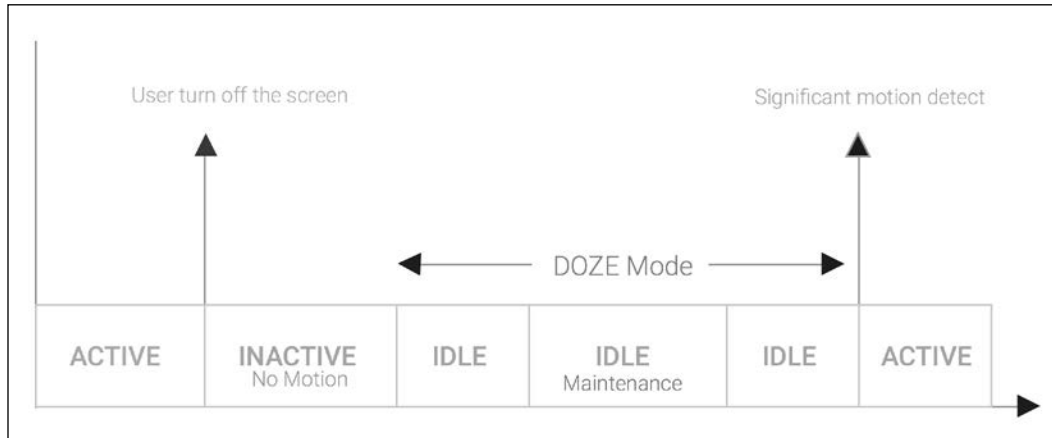 User turn off the screen
Significant motion detect
DOZE Mode
ACTIVE
INACTIVE
No Motion
IDLE
IDLE
Maintenance
IDLE
ACTIVE